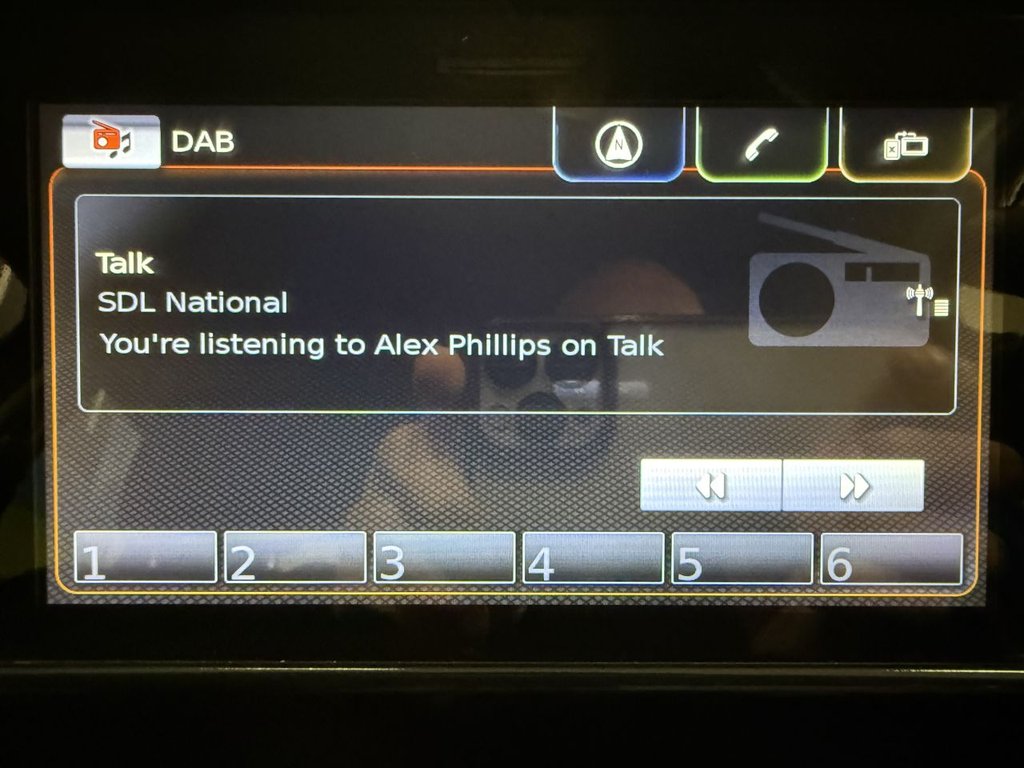 DAB
N
Talk
SDL National
You're listening to Alex Phillips on Talk
1 2 3 4 5 6